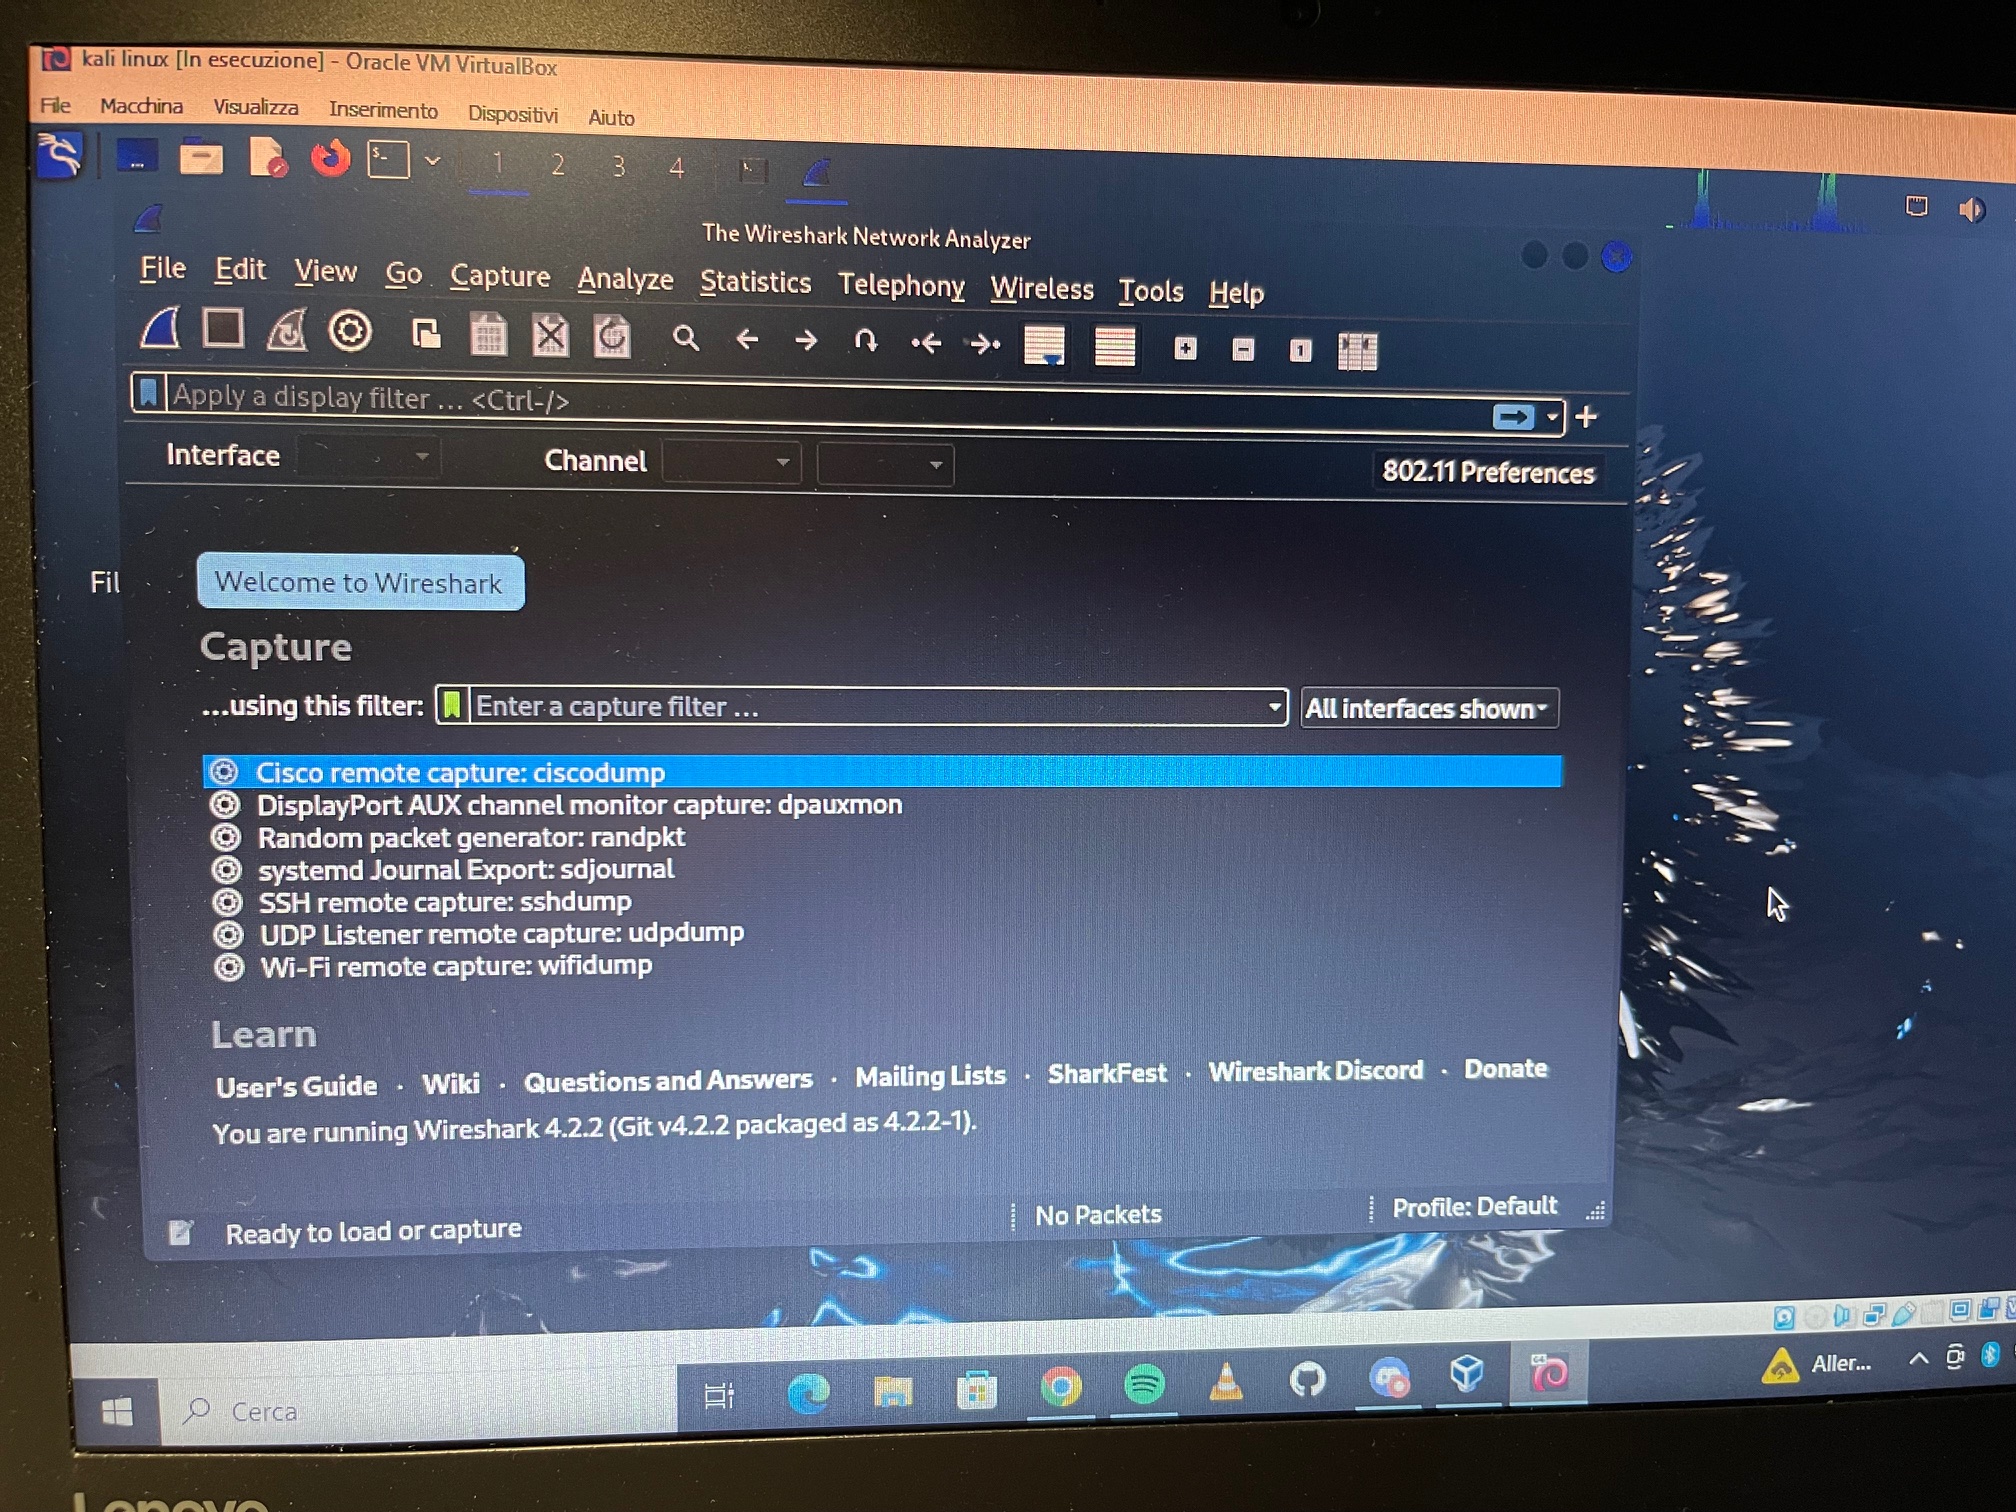 kali linux [In esecuzione] - Oracle VM VirtualBox
File Macchina Visualizza Inserimento Dispositivi Aiuto
1 2 3 4
The Wireshark Network Analyzer
File Edit View Go Capture Analyze Statistics Telephony Wireless Tools Help
Apply a display filter ... <Ctrl-/>
Interface Channel 802.11 Preferences
Fil
Welcome to Wireshark
Capture
...using this filter: Enter a capture filter ... All interfaces shown
Cisco remote capture: ciscodump
DisplayPort AUX channel monitor capture: dpauxmon
Random packet generator: randpkt
systemd Journal Export: sdjournal
SSH remote capture: sshdump
UDP Listener remote capture: udpdump
Wi-Fi remote capture: wifidump
Learn
User's Guide · Wiki · Questions and Answers · Mailing Lists · SharkFest · Wireshark Discord · Donate
You are running Wireshark 4.2.2 (Git v4.2.2 packaged as 4.2.2-1).
Ready to load or capture No Packets Profile: Default
Cerca Aller...
Lenovo